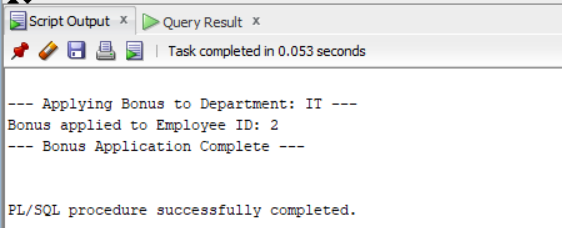 Script Output x Query Result x
Task completed in 0.053 seconds
--- Applying Bonus to Department: IT ---
Bonus applied to Employee ID: 2
--- Bonus Application Complete ---
PL/SQL procedure successfully completed.